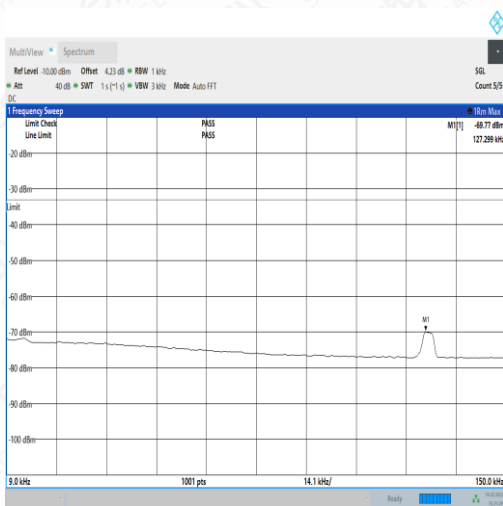 MultiView Spectrum
Ref Level -10.00 dBm Offset 4.23 dB RBW 1 kHz SGL
Att 40 dB SWT 1 s (~1 s) VBW 3 kHz Mode Auto FFT Count 5/5
DC
1 Frequency Sweep 1Rm Max
Limit Check PASS M1[1] -69.77 dBm
Line Limit PASS 127.299 kHz
-20 dBm
-30 dBm
Limit
-40 dBm
-50 dBm
-60 dBm
M1
-70 dBm
-80 dBm
-90 dBm
-100 dBm
9.0 kHz 1001 pts 14.1 kHz/ 150.0 kHz
Ready